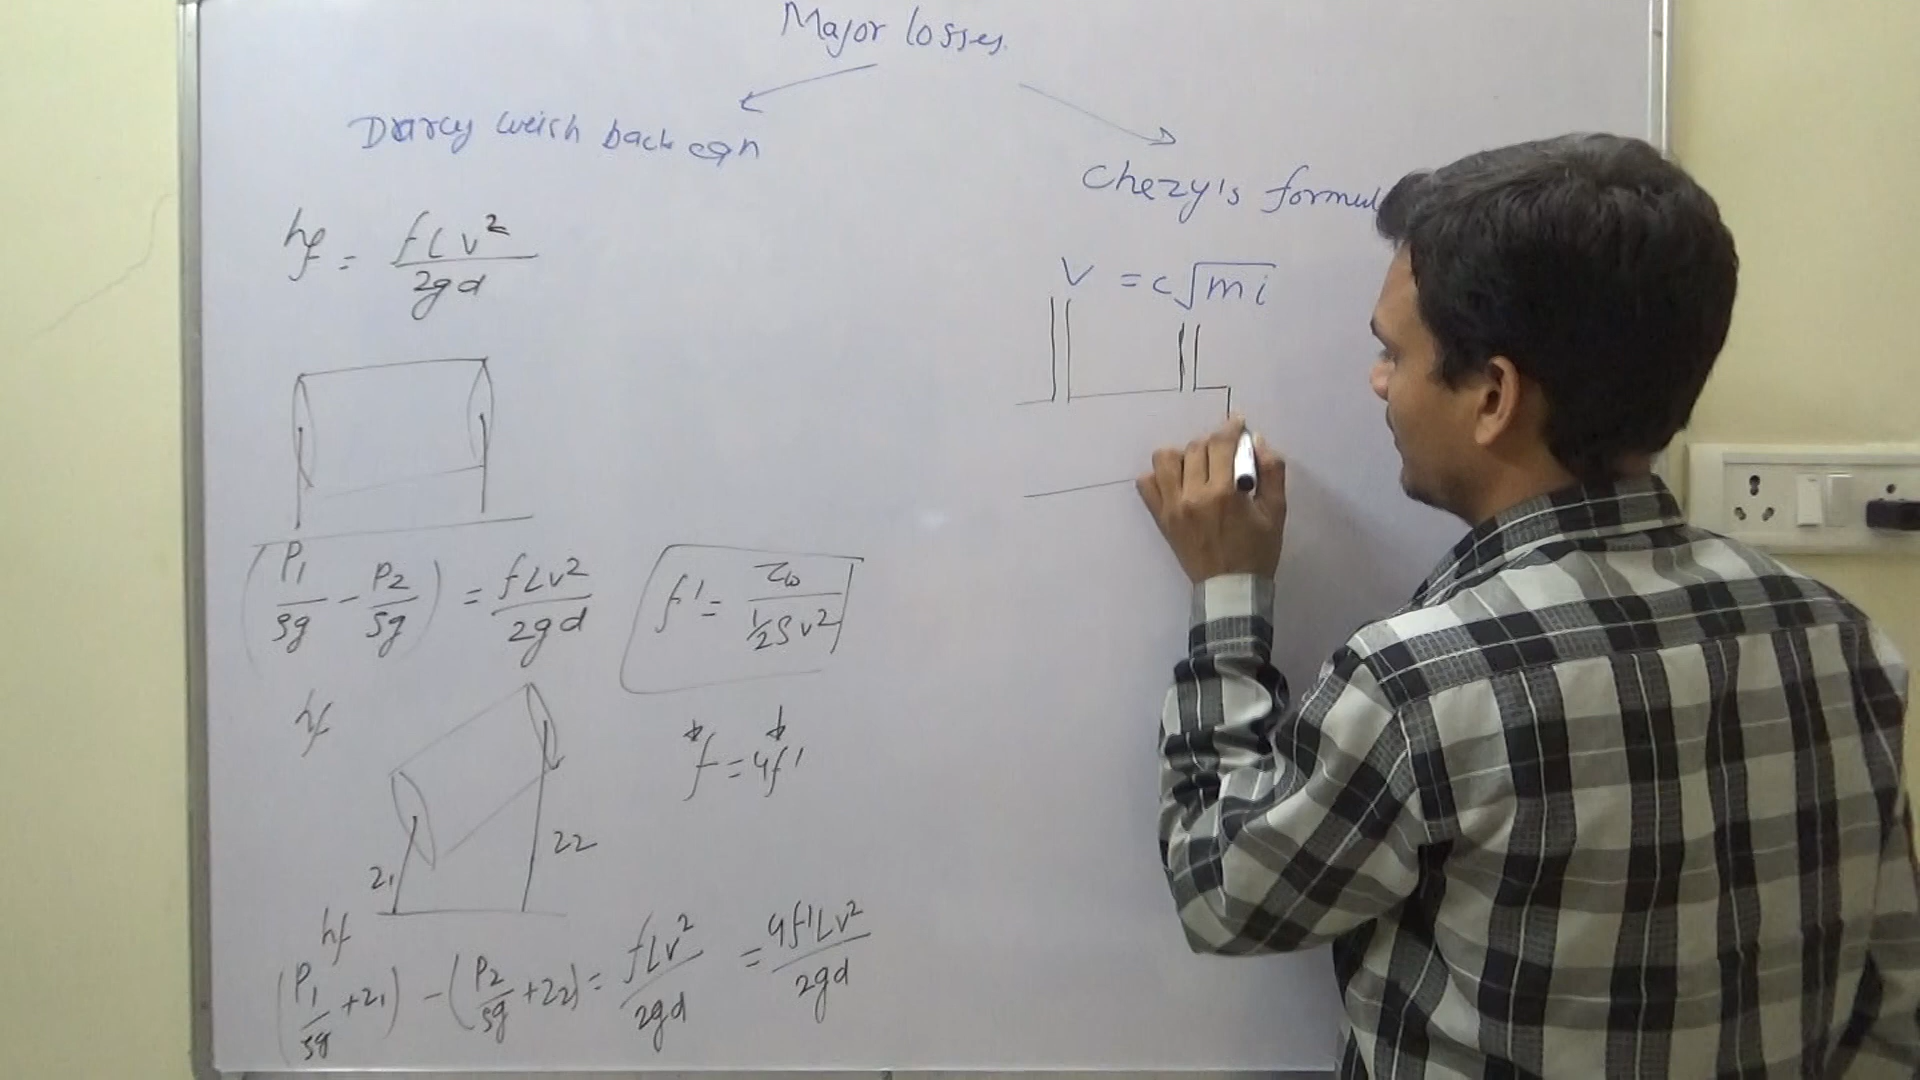 Major losses
Darcy weish back eqn
hf = fLv²/2gd
(P1/ρg - P2/ρg) = fLv²/2gd
hf
z1
z2
hf
(P1/ρg + z1) - (P2/ρg + z2) = fLv²/2gd = 4f'Lv²/2gd
f' = τω/½ρv²
f = 4f'
Chezy's formul
V = c√mi